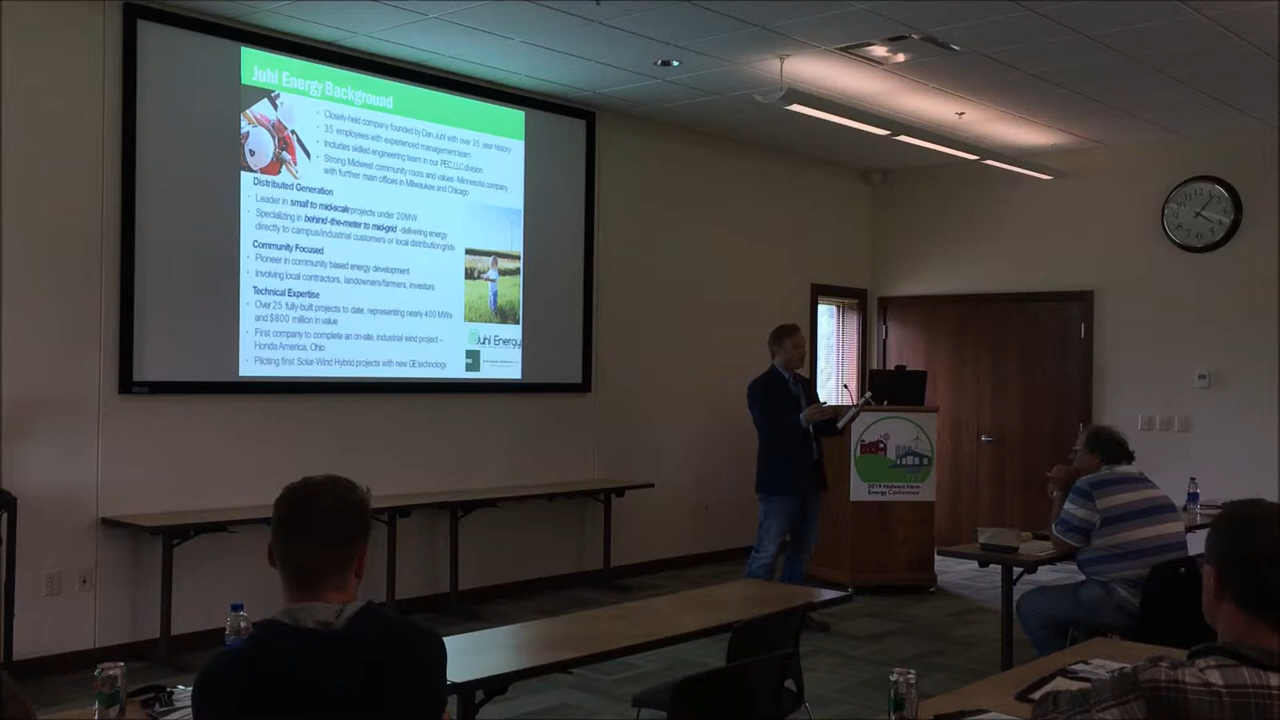 Juhl Energy Background
· Closely-held company founded by Dan Juhl with over 35 year history
· 35 employees with experienced management team
· Includes skilled engineering team in our PEC, LLC division
· Strong Midwest community roots and values -Minnesota company
with further main offices in Milwaukee and Chicago
Distributed Generation
· Leader in small to mid-scale projects under 20MW
· Specializing in behind-the-meter to mid-grid -delivering energy
directly to campus/industrial customers or local distribution grids
Community Focused
· Pioneer in community based energy development
· Involving local contractors, landowners/farmers, investors
Technical Expertise
· Over 25 fully-built projects to date, representing nearly 400 MWs
and $800 million in value
· First company to complete an on-site, industrial wind project –
Honda America, Ohio
· Piloting first Solar-Wind Hybrid projects with new GE technology
Juhl Energy
2019 Midwest Farm
Energy Conference